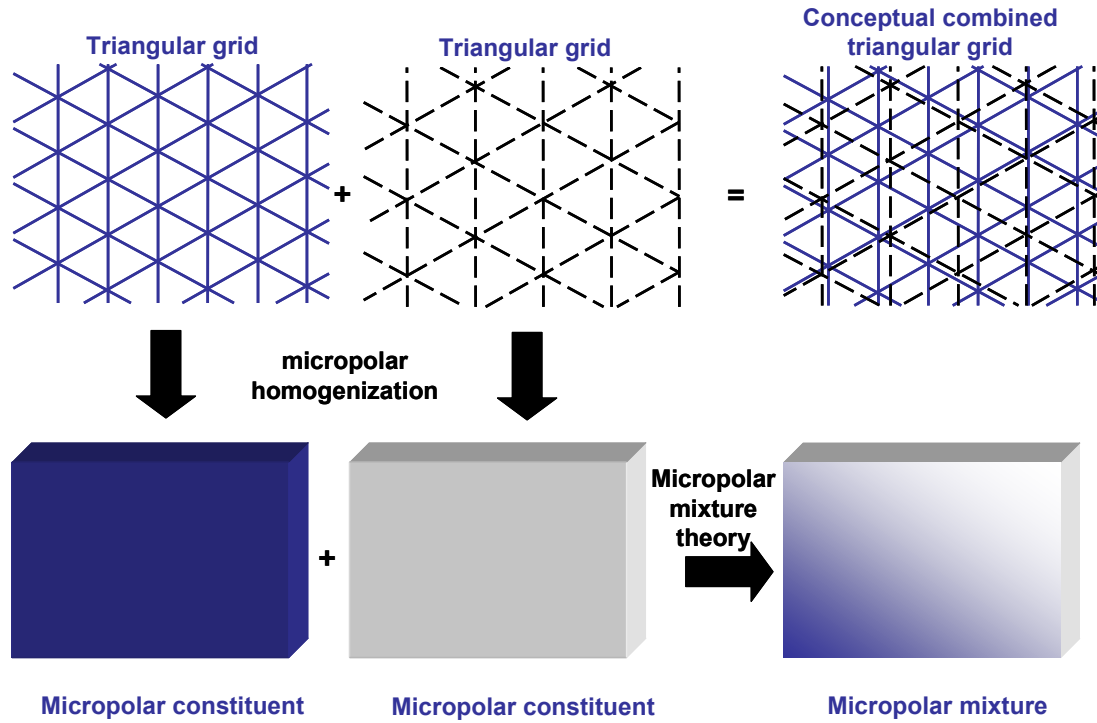 Triangular grid
Triangular grid
Conceptual combined
triangular grid
+
=
micropolar
homogenization
Micropolar
mixture
theory
+
Micropolar constituent
Micropolar constituent
Micropolar mixture